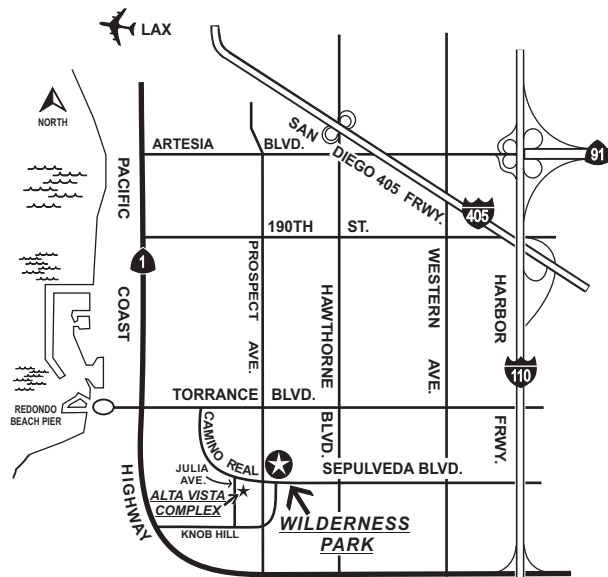 LAX
NORTH
ARTESIA BLVD.
SAN DIEGO 405 FRWY.
91
405
190TH ST.
PACIFIC COAST HIGHWAY
1
PROSPECT AVE.
HAWTHORNE BLVD.
WESTERN AVE.
HARBOR FRWY.
110
TORRANCE BLVD.
REDONDO
BEACH PIER
CAMINO REAL
SEPULVEDA BLVD.
JULIA
AVE.
ALTA VISTA
COMPLEX
KNOB HILL
WILDERNESS
PARK